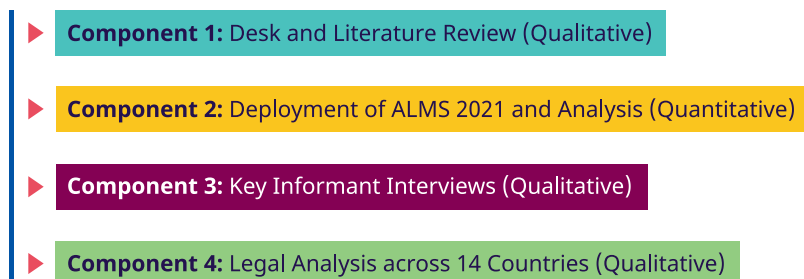 Component 1: Desk and Literature Review (Qualitative)
Component 2: Deployment of ALMS 2021 and Analysis (Quantitative)
Component 3: Key Informant Interviews (Qualitative)
Component 4: Legal Analysis across 14 Countries (Qualitative)